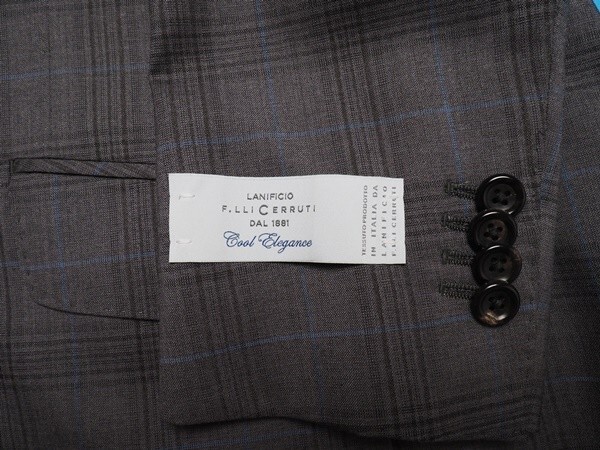 LANIFICIO
F.LLI CERRUTI
DAL 1881
Cool Elegance
TESSUTO PRODOTTO
IN ITALIA DA
LANIFICIO
F.LLI CERRUTI